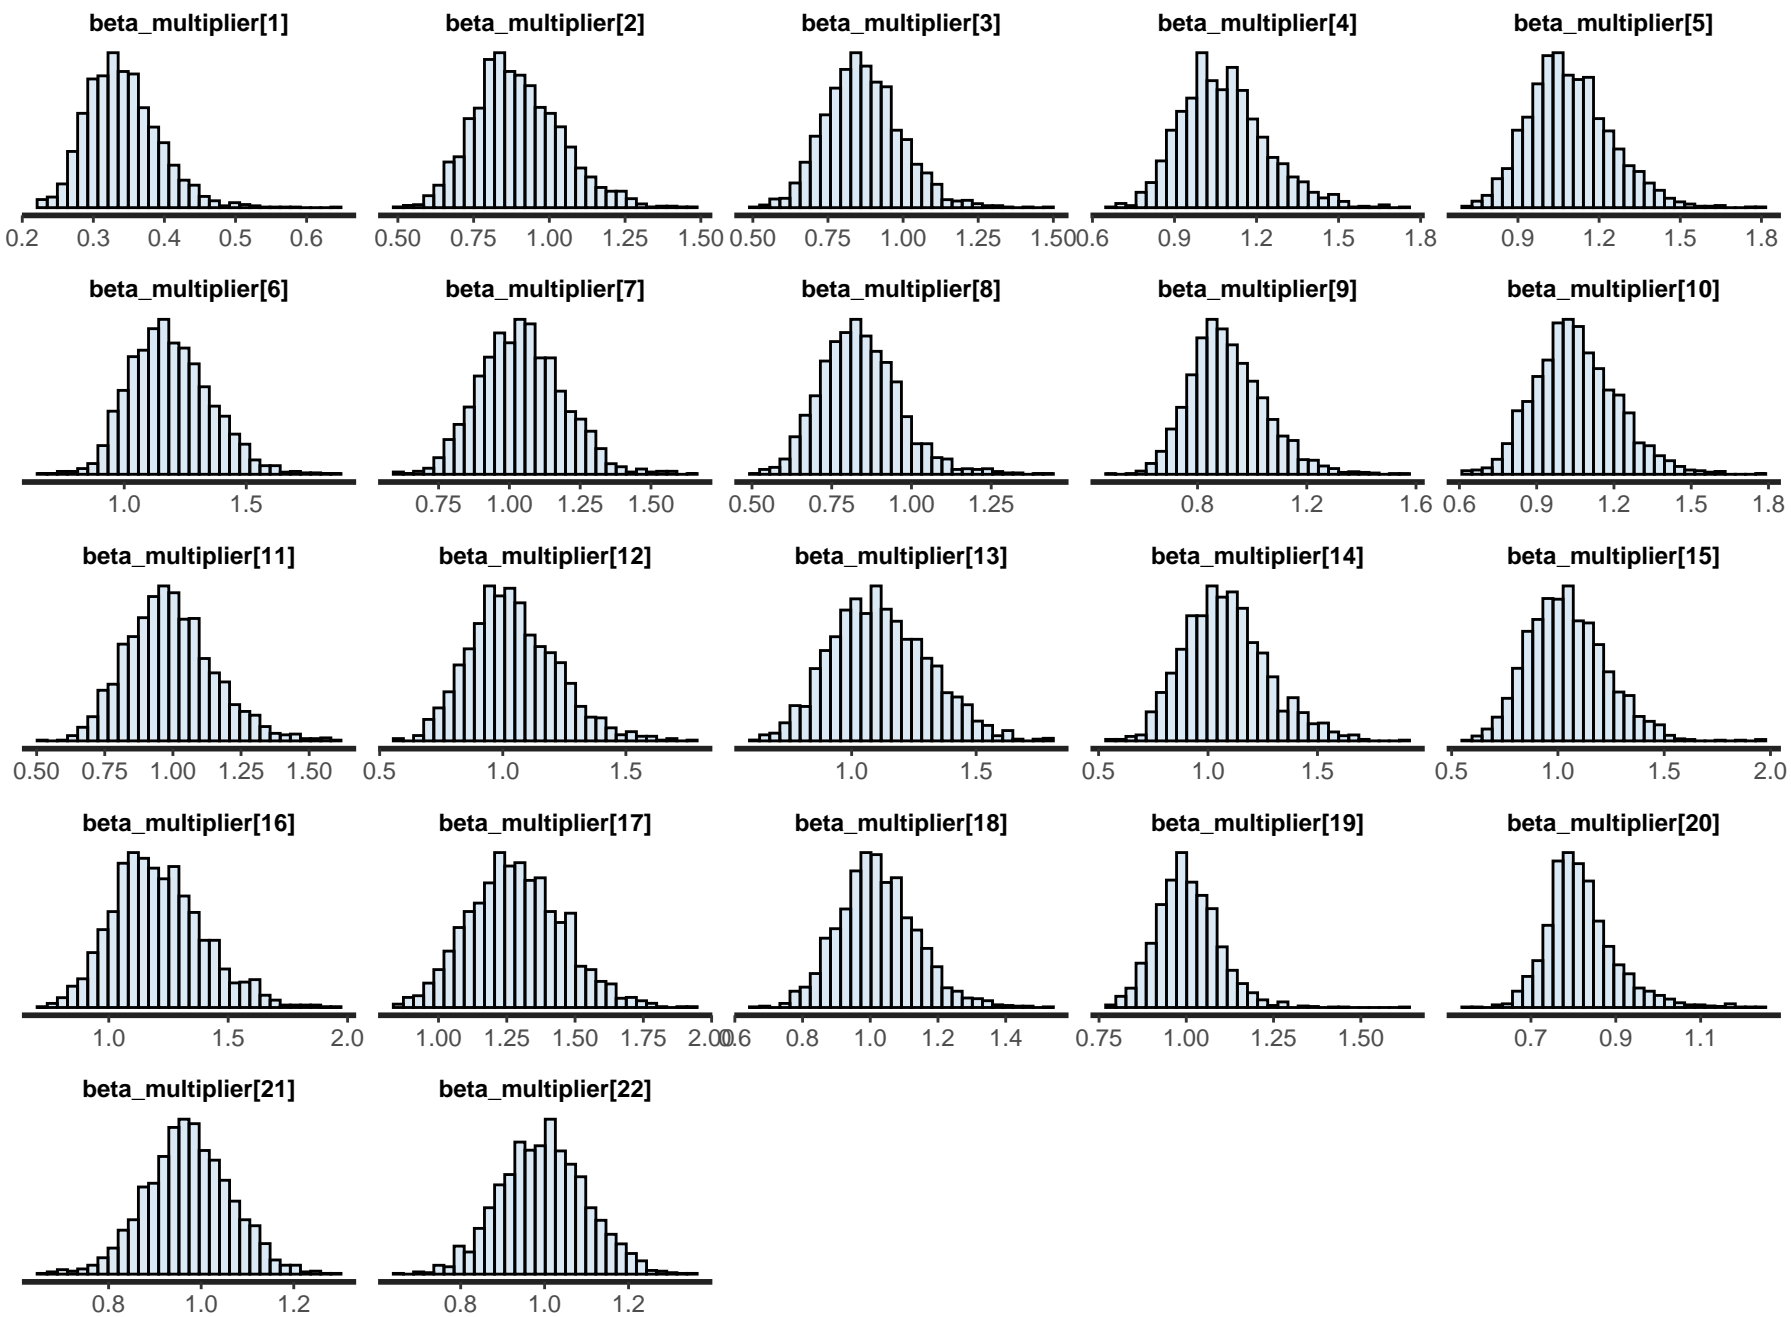 beta_multiplier[1] beta_multiplier[2] beta_multiplier[3] beta_multiplier[4] beta_multiplier[5]
0.2 0.3 0.4 0.5 0.6 0.50 0.75 1.00 1.25 1.50 0.50 0.75 1.00 1.25 1.50 0.6 0.9 1.2 1.5 1.8 0.9 1.2 1.5 1.8
beta_multiplier[6] beta_multiplier[7] beta_multiplier[8] beta_multiplier[9] beta_multiplier[10]
1.0 1.5 0.75 1.00 1.25 1.50 0.50 0.75 1.00 1.25 0.8 1.2 1.6 0.6 0.9 1.2 1.5 1.8
beta_multiplier[11] beta_multiplier[12] beta_multiplier[13] beta_multiplier[14] beta_multiplier[15]
0.50 0.75 1.00 1.25 1.50 0.5 1.0 1.5 1.0 1.5 0.5 1.0 1.5 0.5 1.0 1.5 2.0
beta_multiplier[16] beta_multiplier[17] beta_multiplier[18] beta_multiplier[19] beta_multiplier[20]
1.0 1.5 2.0 1.00 1.25 1.50 1.75 2.00 0.6 0.8 1.0 1.2 1.4 0.75 1.00 1.25 1.50 0.7 0.9 1.1
beta_multiplier[21] beta_multiplier[22]
0.8 1.0 1.2 0.8 1.0 1.2